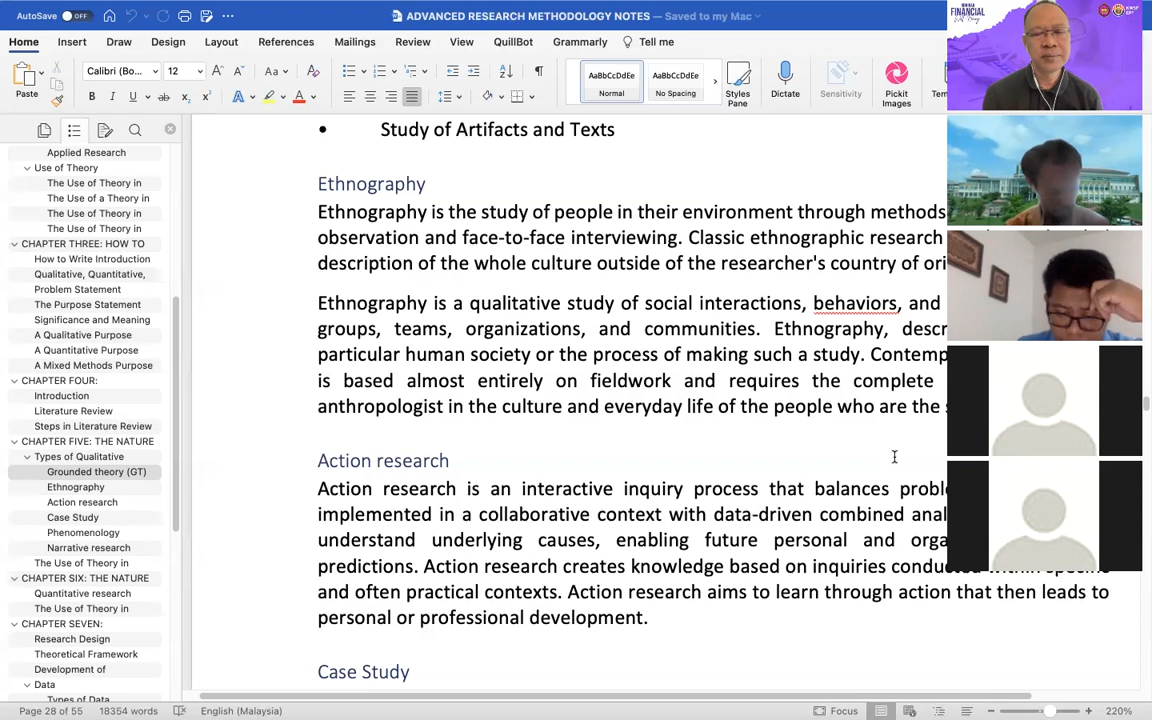 AutoSave OFF
ADVANCED RESEARCH METHODOLOGY NOTES — Saved to my Mac
Home Insert Draw Design Layout References Mailings Review View QuillBot Grammarly Tell me
Paste
Calibri (Bo... 12
AaBbCcDdEe
Normal
AaBbCcDdEe
No Spacing
Styles
Pane
Dictate
Sensitivity
Pickit
Images
FINANCIAL
Applied Research
Use of Theory
The Use of Theory in
The Use of a Theory in
The Use of Theory in
The Use of Theory in
CHAPTER THREE: HOW TO
How to Write Introduction
Qualitative, Quantitative,
Problem Statement
The Purpose Statement
Significance and Meaning
A Qualitative Purpose
A Quantitative Purpose
A Mixed Methods Purpose
CHAPTER FOUR:
Introduction
Literature Review
Steps in Literature Review
CHAPTER FIVE: THE NATURE
Types of Qualitative
Grounded theory (GT)
Ethnography
Action research
Case Study
Phenomenology
Narrative research
The Use of Theory in
CHAPTER SIX: THE NATURE
Quantitative research
The Use of Theory in
CHAPTER SEVEN:
Research Design
Theoretical Framework
Development of
Data
Types of Data
• Study of Artifacts and Texts
Ethnography
Ethnography is the study of people in their environment through methods
observation and face-to-face interviewing. Classic ethnographic research
description of the whole culture outside of the researcher's country of ori
Ethnography is a qualitative study of social interactions, behaviors, and
groups, teams, organizations, and communities. Ethnography, descr
particular human society or the process of making such a study. Contemp
is based almost entirely on fieldwork and requires the complete
anthropologist in the culture and everyday life of the people who are the s
Action research
Action research is an interactive inquiry process that balances proble
implemented in a collaborative context with data-driven combined anal
understand underlying causes, enabling future personal and orga
predictions. Action research creates knowledge based on inquiries conducted within specific
and often practical contexts. Action research aims to learn through action that then leads to
personal or professional development.
Case Study
Page 28 of 55 18354 words English (Malaysia) Focus 220%